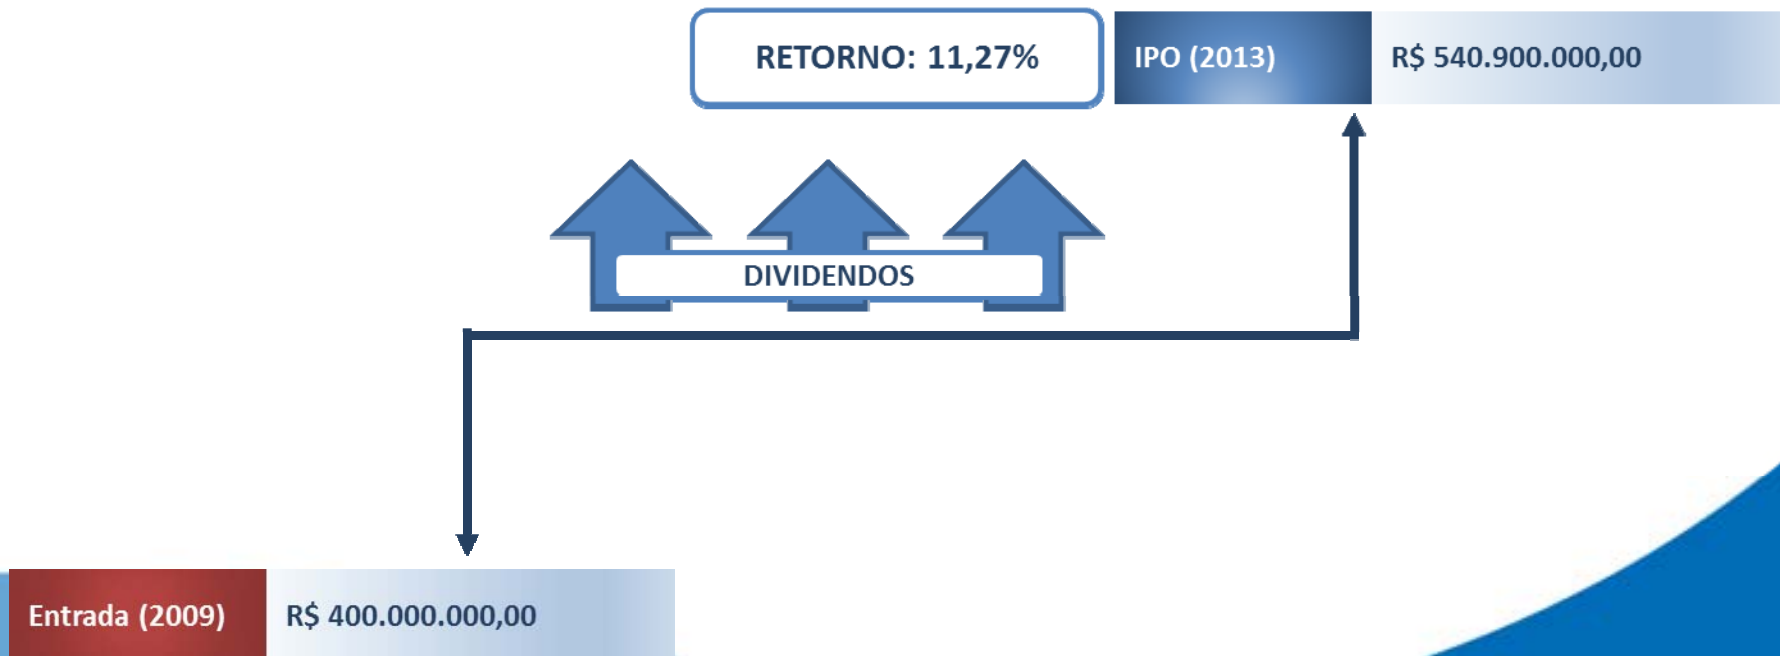 RETORNO: 11,27%
IPO (2013)
R$ 540.900.000,00
DIVIDENDOS
Entrada (2009)
R$ 400.000.000,00